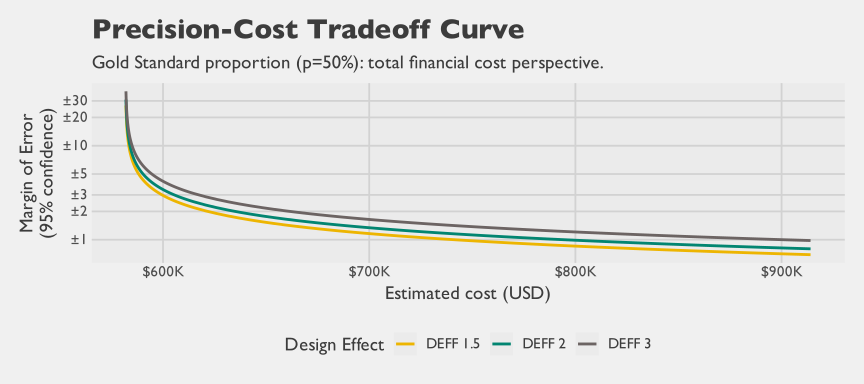 Precision-Cost Tradeoff Curve
Gold Standard proportion (p=50%): total financial cost perspective.
Margin of Error
(95% confidence)
±30
±20
±10
±5
±3
±2
±1
$600K
$700K
$800K
$900K
Estimated cost (USD)
Design Effect
DEFF 1.5
DEFF 2
DEFF 3